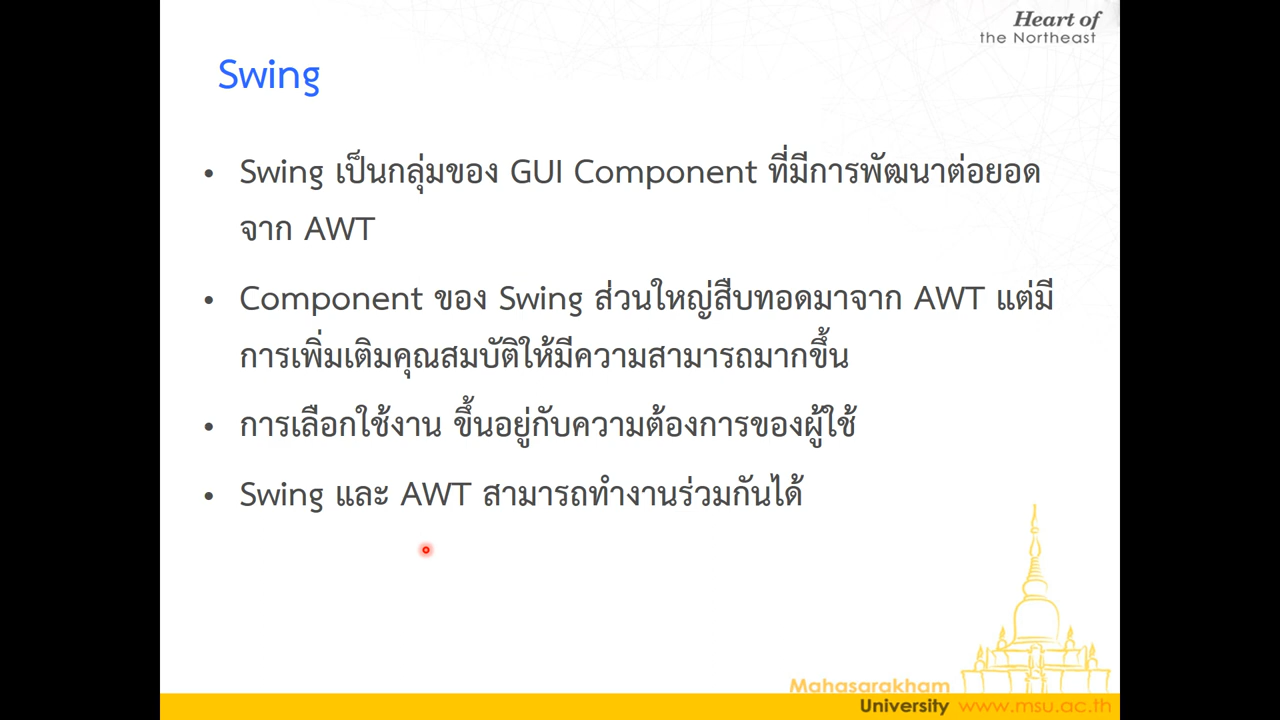 Heart of
the Northeast
Swing
• Swing เป็นกลุ่มของ GUI Component ที่มีการพัฒนาต่อยอด
จาก AWT
• Component ของ Swing ส่วนใหญ่สืบทอดมาจาก AWT แต่มี
การเพิ่มเติมคุณสมบัติให้มีความสามารถมากขึ้น
• การเลือกใช้งาน ขึ้นอยู่กับความต้องการของผู้ใช้
• Swing และ AWT สามารถทำงานร่วมกันได้
Mahasarakham
University www.msu.ac.th